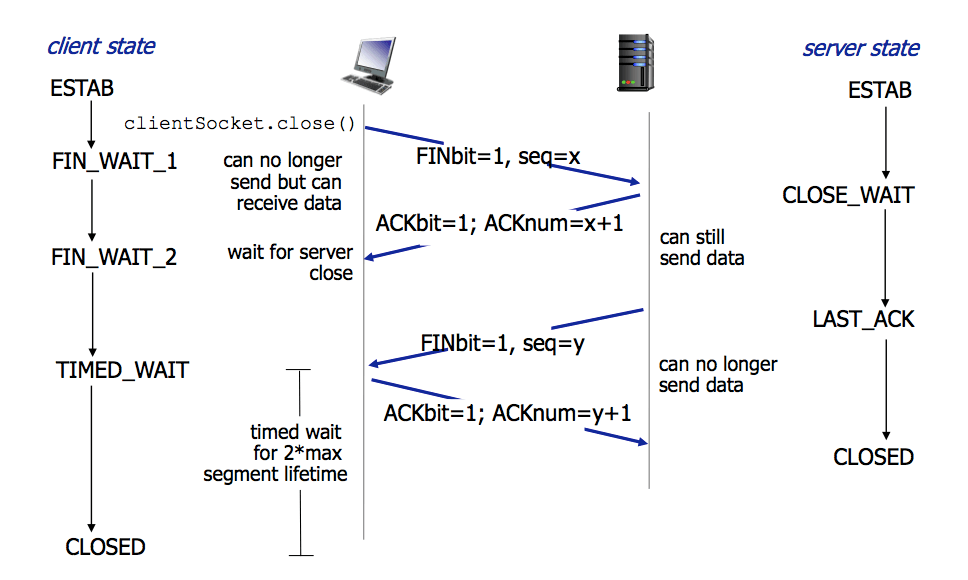 client state
server state
ESTAB
ESTAB
clientSocket.close()
FINbit=1, seq=x
FIN_WAIT_1
can no longer
send but can
receive data
CLOSE_WAIT
ACKbit=1; ACKnum=x+1
can still
send data
FIN_WAIT_2
wait for server
close
LAST_ACK
FINbit=1, seq=y
TIMED_WAIT
can no longer
send data
ACKbit=1; ACKnum=y+1
timed wait
for 2*max
segment lifetime
CLOSED
CLOSED